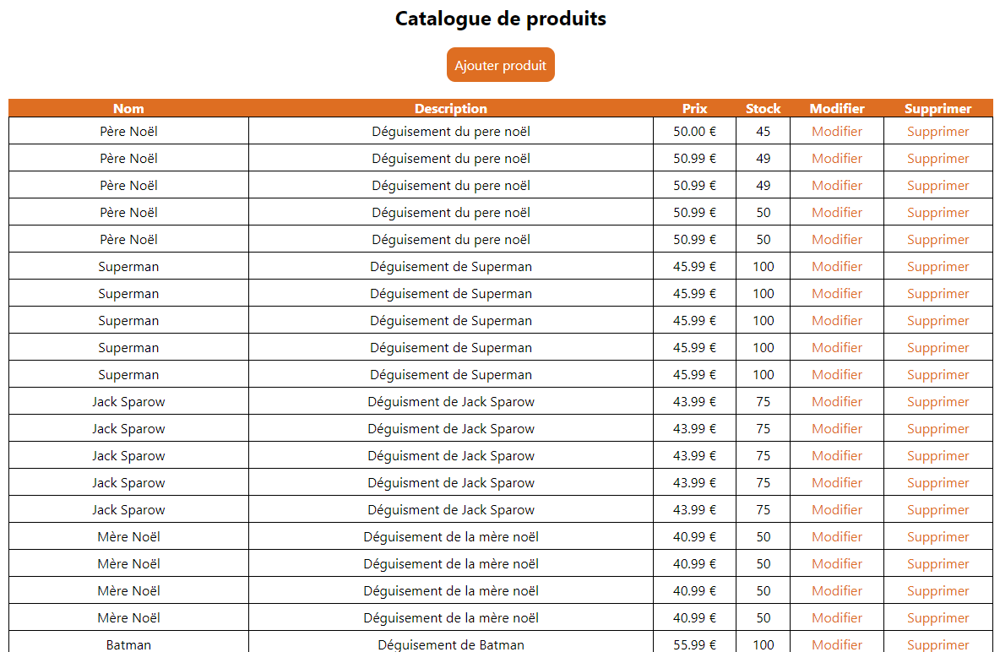 Catalogue de produits
Ajouter produit
Nom Description Prix Stock Modifier Supprimer
Père Noël Déguisement du pere noël 50.00 € 45 Modifier Supprimer
Père Noël Déguisement du pere noël 50.99 € 49 Modifier Supprimer
Père Noël Déguisement du pere noël 50.99 € 49 Modifier Supprimer
Père Noël Déguisement du pere noël 50.99 € 50 Modifier Supprimer
Père Noël Déguisement du pere noël 50.99 € 50 Modifier Supprimer
Superman Déguisement de Superman 45.99 € 100 Modifier Supprimer
Superman Déguisement de Superman 45.99 € 100 Modifier Supprimer
Superman Déguisement de Superman 45.99 € 100 Modifier Supprimer
Superman Déguisement de Superman 45.99 € 100 Modifier Supprimer
Superman Déguisement de Superman 45.99 € 100 Modifier Supprimer
Jack Sparow Déguisment de Jack Sparow 43.99 € 75 Modifier Supprimer
Jack Sparow Déguisment de Jack Sparow 43.99 € 75 Modifier Supprimer
Jack Sparow Déguisment de Jack Sparow 43.99 € 75 Modifier Supprimer
Jack Sparow Déguisment de Jack Sparow 43.99 € 75 Modifier Supprimer
Jack Sparow Déguisment de Jack Sparow 43.99 € 75 Modifier Supprimer
Mère Noël Déguisement de la mère noël 40.99 € 50 Modifier Supprimer
Mère Noël Déguisement de la mère noël 40.99 € 50 Modifier Supprimer
Mère Noël Déguisement de la mère noël 40.99 € 50 Modifier Supprimer
Mère Noël Déguisement de la mère noël 40.99 € 50 Modifier Supprimer
Batman Déguisement de Batman 55.99 € 100 Modifier Supprimer